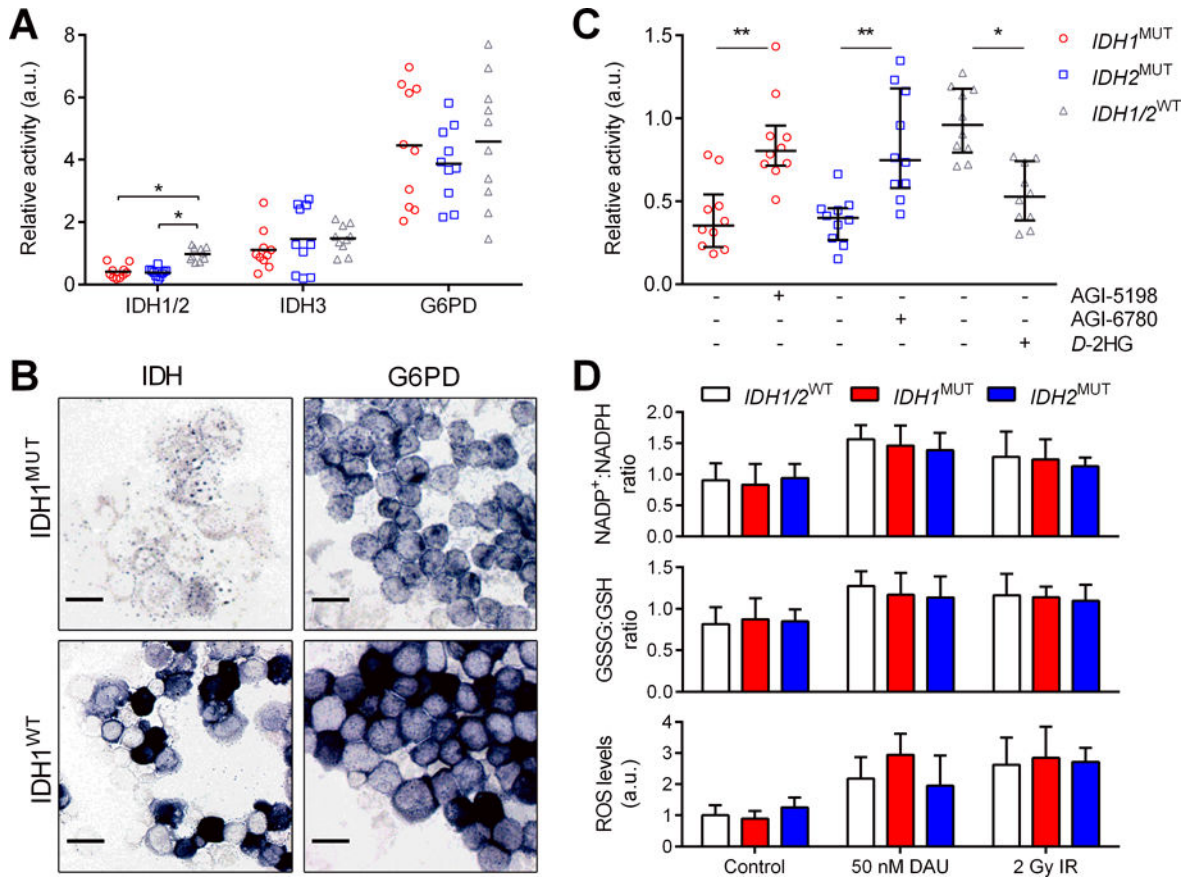 A
Relative activity (a.u.)
8
6
4
2
0
*
*
IDH1/2
IDH3
G6PD
C
Relative activity (a.u.)
1.5
1.0
0.5
0.0
**
**
*
IDH1MUT
IDH2MUT
IDH1/2WT
- + - - - - AGI-5198
- - - + - - AGI-6780
- - - - - + D-2HG
B
IDH
G6PD
IDH1MUT
IDH1WT
D
IDH1/2WT
IDH1MUT
IDH2MUT
NADP+:NADPH
ratio
2.0
1.5
1.0
0.5
0.0
GSSG:GSH
ratio
1.5
1.0
0.5
0.0
ROS levels
(a.u.)
4
3
2
1
0
Control
50 nM DAU
2 Gy IR